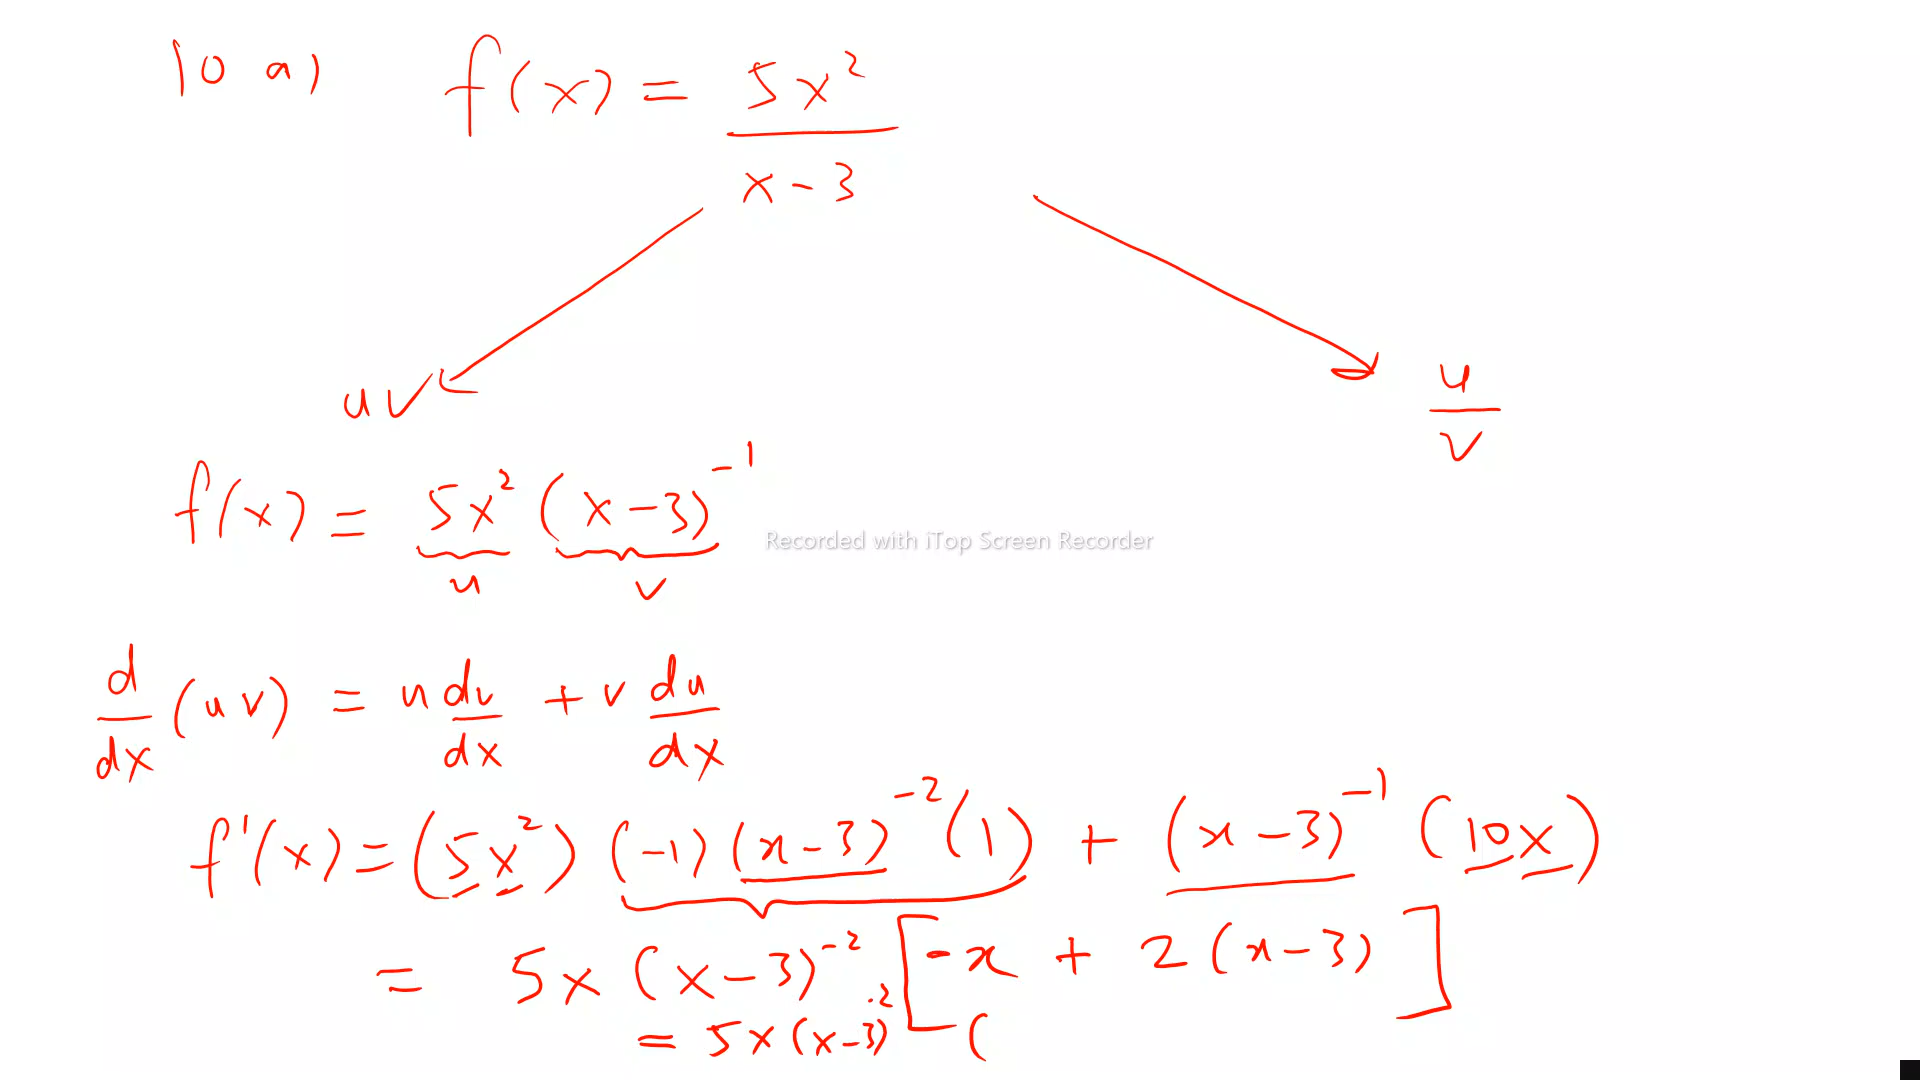 10 a) f(x) = 5x²
x - 3
uv
u
v
f(x) = 5x² (x-3)⁻¹
Recorded with iTop Screen Recorder
u v
d/dx (uv) = u dv/dx + v du/dx
f'(x) = (5x²) (-1) (x-3)⁻² (1) + (x-3)⁻¹ (10x)
= 5x (x-3)⁻² [-x + 2(x-3)]
= 5x(x-3)⁻² (